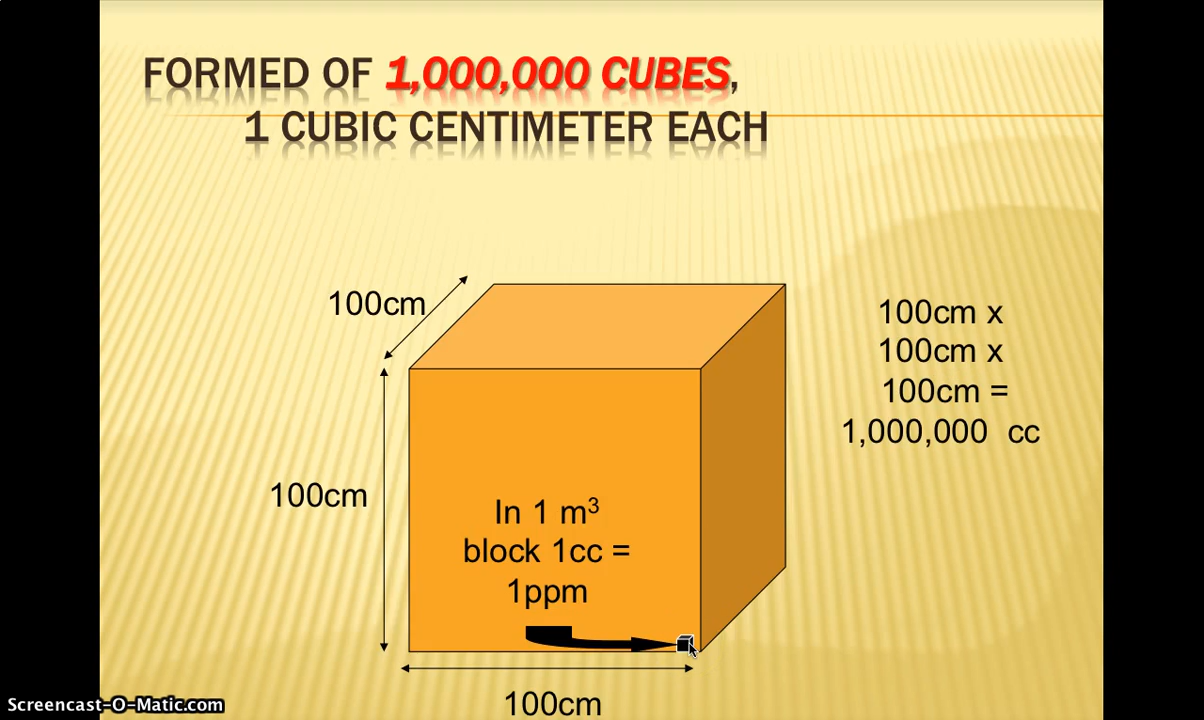 FORMED OF 1,000,000 CUBES,
1 CUBIC CENTIMETER EACH
100cm
100cm
100cm
In 1 m³
block 1cc =
1ppm
100cm x
100cm x
100cm =
1,000,000 cc
Screencast-O-Matic.com